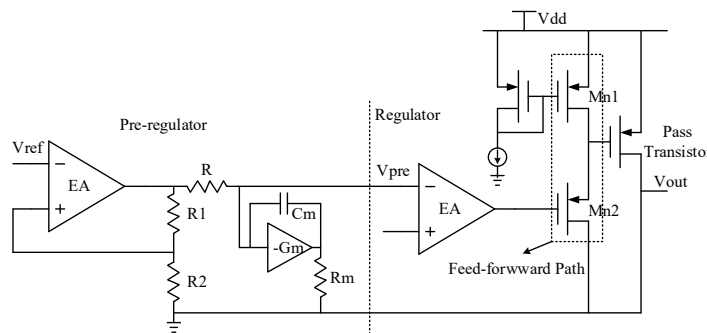 Vdd
Mn1
Pre-regulator
Regulator
Pass
Transistor
Vref
−
EA
+
R
Vpre
−
EA
+
Vout
R1
Cm
-Gm
Mn2
R2
Rm
Feed-forwward Path